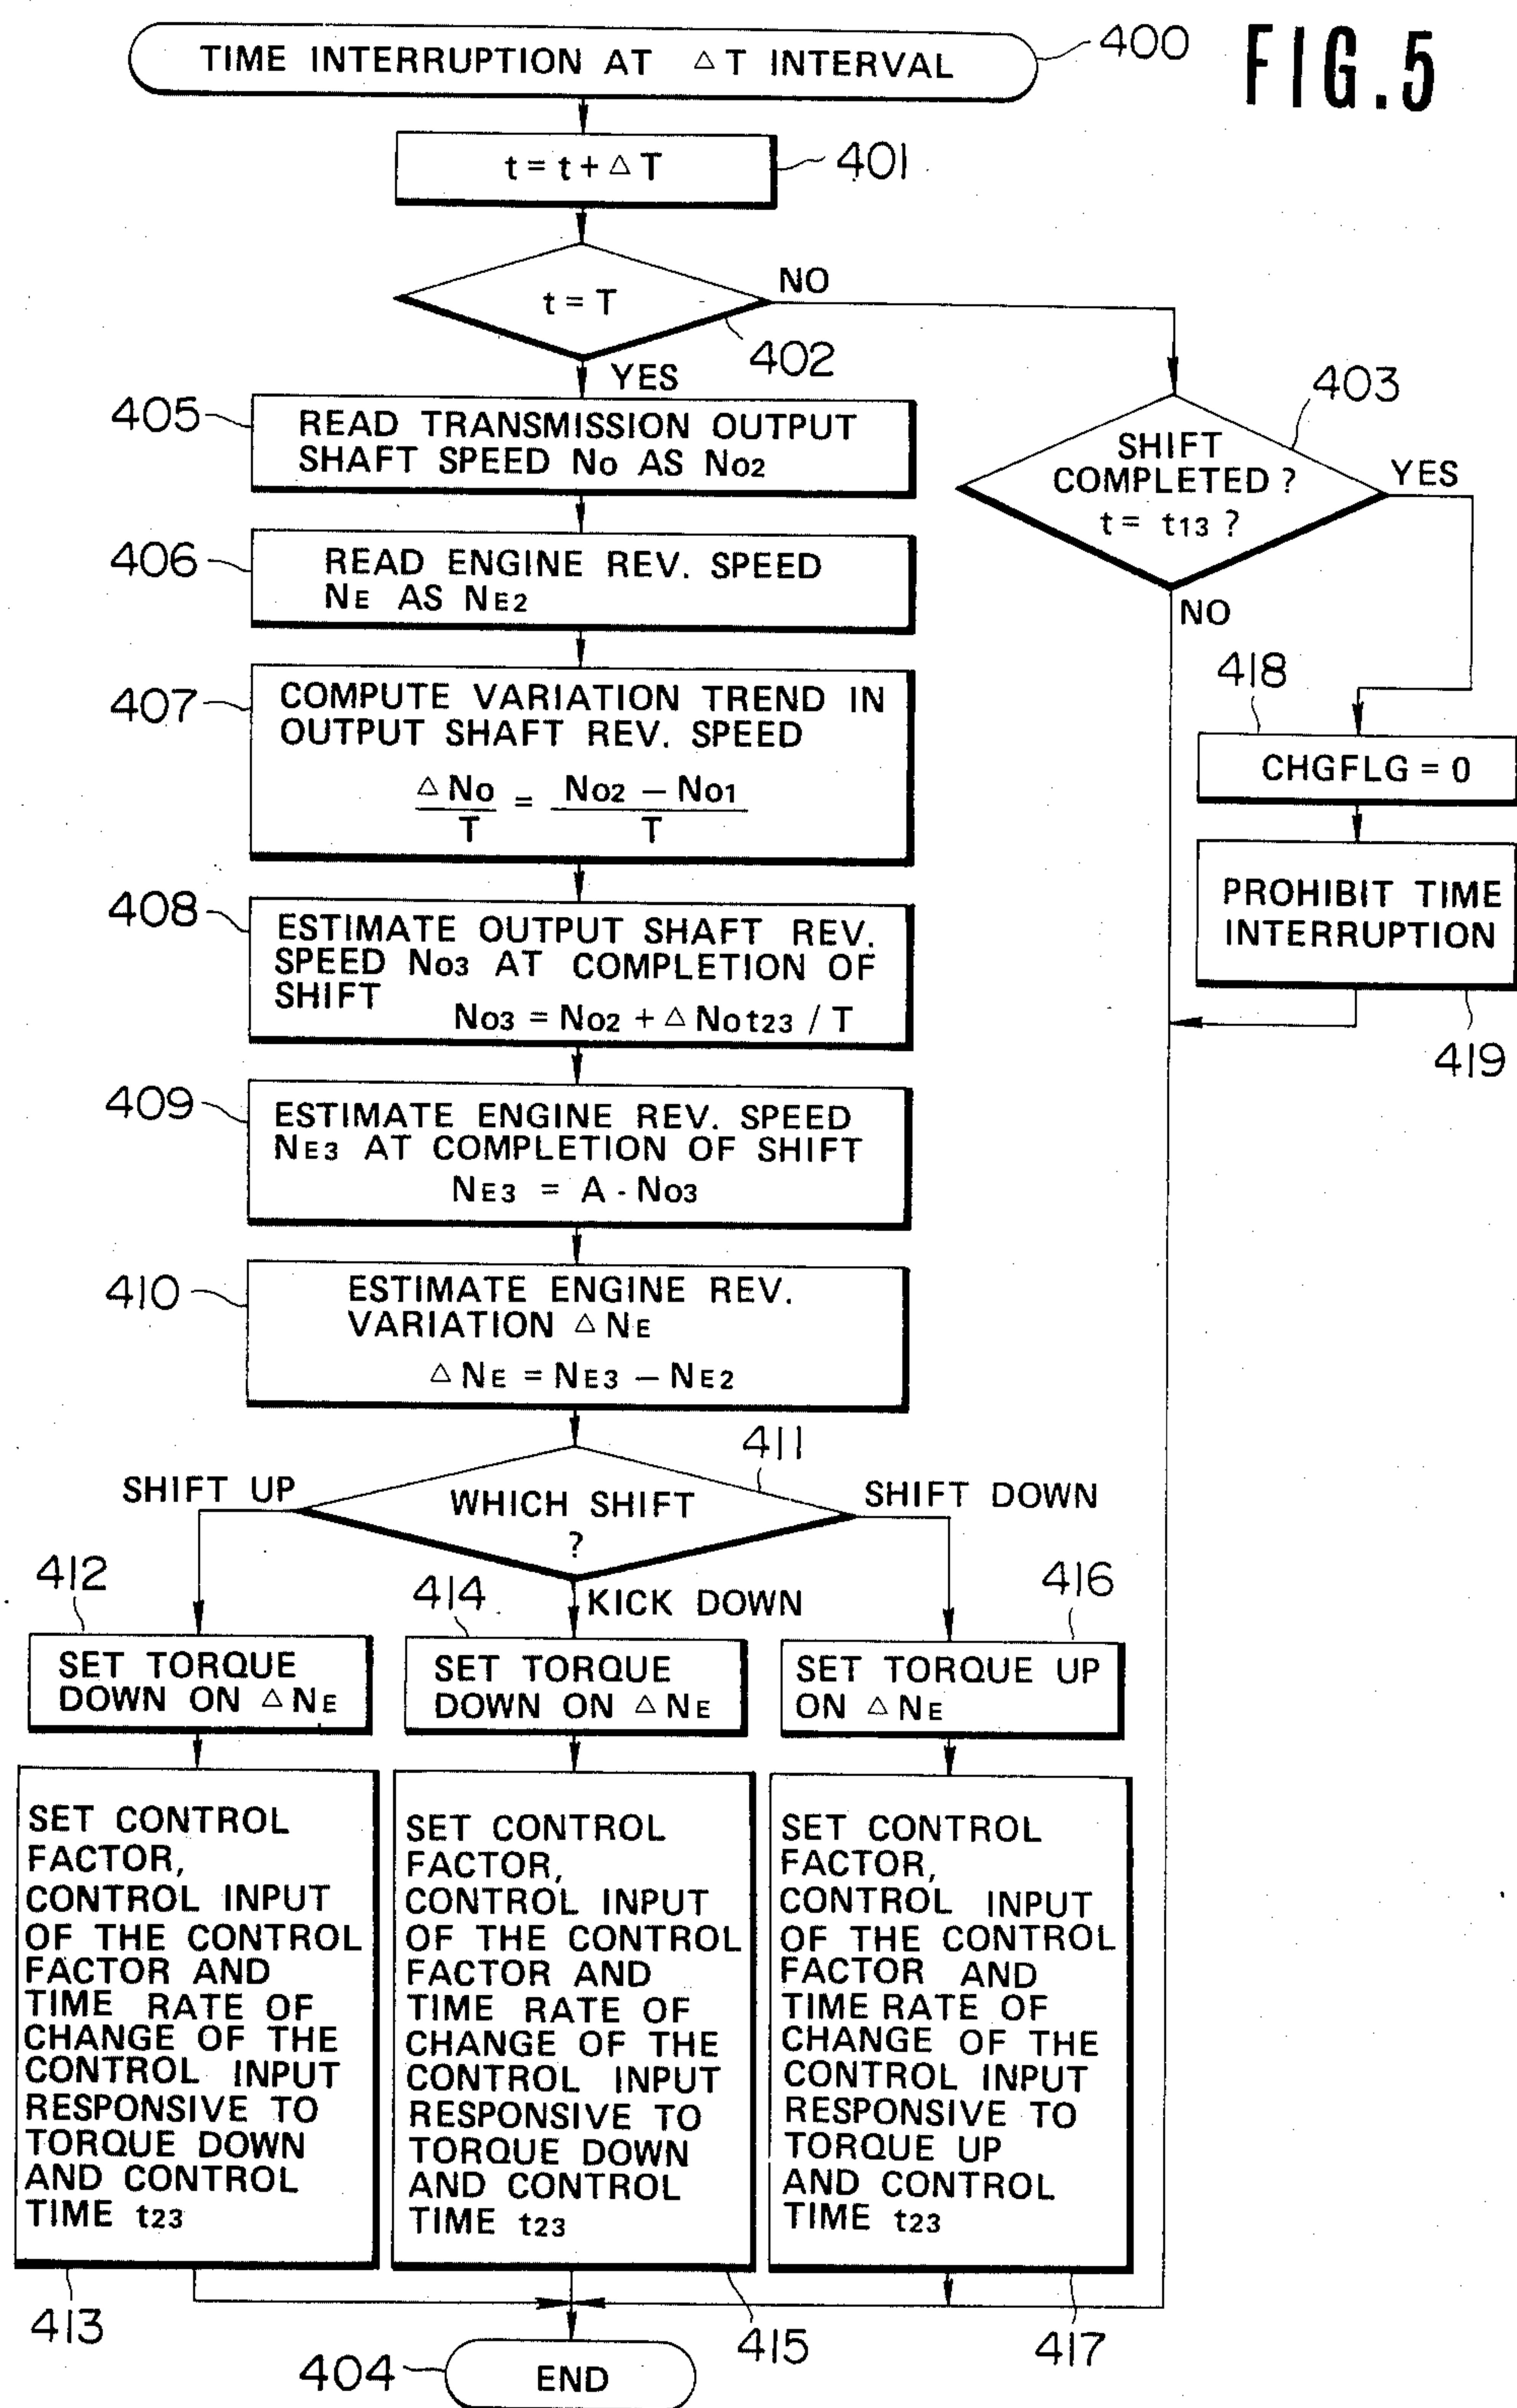 FIG.5
TIME INTERRUPTION AT △T INTERVAL
400
t = t + △T
401
t = T
NO
402
YES
403
SHIFT
COMPLETED ?
t = t13 ?
YES
NO
405
READ TRANSMISSION OUTPUT
SHAFT SPEED No AS No2
406
READ ENGINE REV. SPEED
NE AS NE2
407
COMPUTE VARIATION TREND IN
OUTPUT SHAFT REV. SPEED
△No / T = No2 − No1 / T
418
CHGFLG = 0
PROHIBIT TIME
INTERRUPTION
419
408
ESTIMATE OUTPUT SHAFT REV.
SPEED No3 AT COMPLETION OF
SHIFT
No3 = No2 + △Not23 / T
409
ESTIMATE ENGINE REV. SPEED
NE3 AT COMPLETION OF SHIFT
NE3 = A · No3
410
ESTIMATE ENGINE REV.
VARIATION △NE
△NE = NE3 − NE2
411
WHICH SHIFT
?
SHIFT UP
KICK DOWN
SHIFT DOWN
412
SET TORQUE
DOWN ON △NE
414
SET TORQUE
DOWN ON △NE
416
SET TORQUE UP
ON △NE
SET CONTROL
FACTOR,
CONTROL INPUT
OF THE CONTROL
FACTOR AND
TIME RATE OF
CHANGE OF THE
CONTROL INPUT
RESPONSIVE TO
TORQUE DOWN
AND CONTROL
TIME t23
413
SET CONTROL
FACTOR,
CONTROL INPUT
OF THE CONTROL
FACTOR AND
TIME RATE OF
CHANGE OF THE
CONTROL INPUT
RESPONSIVE TO
TORQUE DOWN
AND CONTROL
TIME t23
415
SET CONTROL
FACTOR,
CONTROL INPUT
OF THE CONTROL
FACTOR AND
TIME RATE OF
CHANGE OF THE
CONTROL INPUT
RESPONSIVE TO
TORQUE UP
AND CONTROL
TIME t23
417
404
END